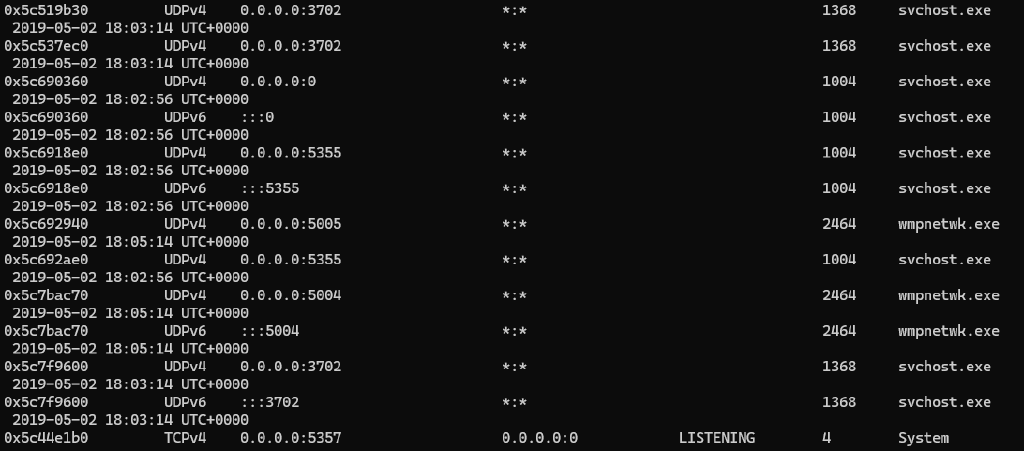 0x5c519b30 UDPv4 0.0.0.0:3702 *:* 1368 svchost.exe
2019-05-02 18:03:14 UTC+0000
0x5c537ec0 UDPv4 0.0.0.0:3702 *:* 1368 svchost.exe
2019-05-02 18:03:14 UTC+0000
0x5c690360 UDPv4 0.0.0.0:0 *:* 1004 svchost.exe
2019-05-02 18:02:56 UTC+0000
0x5c690360 UDPv6 :::0 *:* 1004 svchost.exe
2019-05-02 18:02:56 UTC+0000
0x5c6918e0 UDPv4 0.0.0.0:5355 *:* 1004 svchost.exe
2019-05-02 18:02:56 UTC+0000
0x5c6918e0 UDPv6 :::5355 *:* 1004 svchost.exe
2019-05-02 18:02:56 UTC+0000
0x5c692940 UDPv4 0.0.0.0:5005 *:* 2464 wmpnetwk.exe
2019-05-02 18:05:14 UTC+0000
0x5c692ae0 UDPv4 0.0.0.0:5355 *:* 1004 svchost.exe
2019-05-02 18:02:56 UTC+0000
0x5c7bac70 UDPv4 0.0.0.0:5004 *:* 2464 wmpnetwk.exe
2019-05-02 18:05:14 UTC+0000
0x5c7bac70 UDPv6 :::5004 *:* 2464 wmpnetwk.exe
2019-05-02 18:05:14 UTC+0000
0x5c7f9600 UDPv4 0.0.0.0:3702 *:* 1368 svchost.exe
2019-05-02 18:03:14 UTC+0000
0x5c7f9600 UDPv6 :::3702 *:* 1368 svchost.exe
2019-05-02 18:03:14 UTC+0000
0x5c44e1b0 TCPv4 0.0.0.0:5357 0.0.0.0:0 LISTENING 4 System